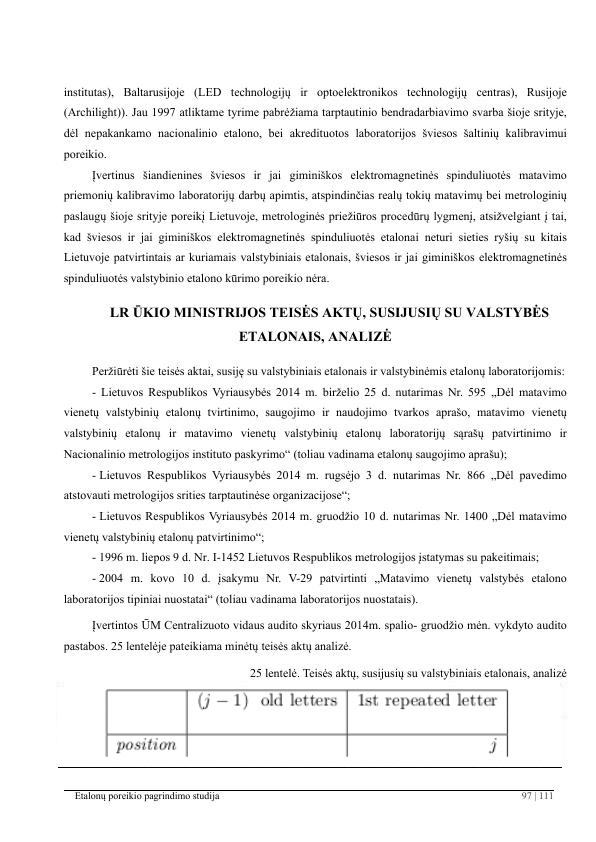 institutas), Baltarusijoje (LED technologijų ir optoelektronikos technologijų centras), Rusijoje
(Archilight)). Jau 1997 atliktame tyrime pabrėžiama tarptautinio bendradarbiavimo svarba šioje srityje,
dėl nepakankamo nacionalinio etalono, bei akredituotos laboratorijos šviesos šaltinių kalibravimui
poreikio.
Įvertinus šiandienines šviesos ir jai giminiškos elektromagnetinės spinduliuotės matavimo
priemonių kalibravimo laboratorijų darbų apimtis, atspindinčias realų tokių matavimų bei metrologinių
paslaugų šioje srityje poreikį Lietuvoje, metrologinės priežiūros procedūrų lygmenį, atsižvelgiant į tai,
kad šviesos ir jai giminiškos elektromagnetinės spinduliuotės etalonai neturi sieties ryšių su kitais
Lietuvoje patvirtintais ar kuriamais valstybiniais etalonais, šviesos ir jai giminiškos elektromagnetinės
spinduliuotės valstybinio etalono kūrimo poreikio nėra.
LR ŪKIO MINISTRIJOS TEISĖS AKTŲ, SUSIJUSIŲ SU VALSTYBĖS
ETALONAIS, ANALIZĖ
Peržiūrėti šie teisės aktai, susiję su valstybiniais etalonais ir valstybinėmis etalonų laboratorijomis:
- Lietuvos Respublikos Vyriausybės 2014 m. birželio 25 d. nutarimas Nr. 595 „Dėl matavimo
vienetų valstybinių etalonų tvirtinimo, saugojimo ir naudojimo tvarkos aprašo, matavimo vienetų
valstybinių etalonų ir matavimo vienetų valstybinių etalonų laboratorijų sąrašų patvirtinimo ir
Nacionalinio metrologijos instituto paskyrimo“ (toliau vadinama etalonų saugojimo aprašu);
- Lietuvos Respublikos Vyriausybės 2014 m. rugsėjo 3 d. nutarimas Nr. 866 „Dėl pavedimo
atstovauti metrologijos srities tarptautinėse organizacijose“;
- Lietuvos Respublikos Vyriausybės 2014 m. gruodžio 10 d. nutarimas Nr. 1400 „Dėl matavimo
vienetų valstybinių etalonų patvirtinimo“;
- 1996 m. liepos 9 d. Nr. I-1452 Lietuvos Respublikos metrologijos įstatymas su pakeitimais;
- 2004 m. kovo 10 d. įsakymu Nr. V-29 patvirtinti „Matavimo vienetų valstybės etalono
laboratorijos tipiniai nuostatai“ (toliau vadinama laboratorijos nuostatais).
Įvertintos ŪM Centralizuoto vidaus audito skyriaus 2014m. spalio- gruodžio mėn. vykdyto audito
pastabos. 25 lentelėje pateikiama minėtų teisės aktų analizė.
25 lentelė. Teisės aktų, susijusių su valstybiniais etalonais, analizė
(j − 1) old letters 1st repeated letter
position j
Etalonų poreikio pagrindimo studija 97 | 111